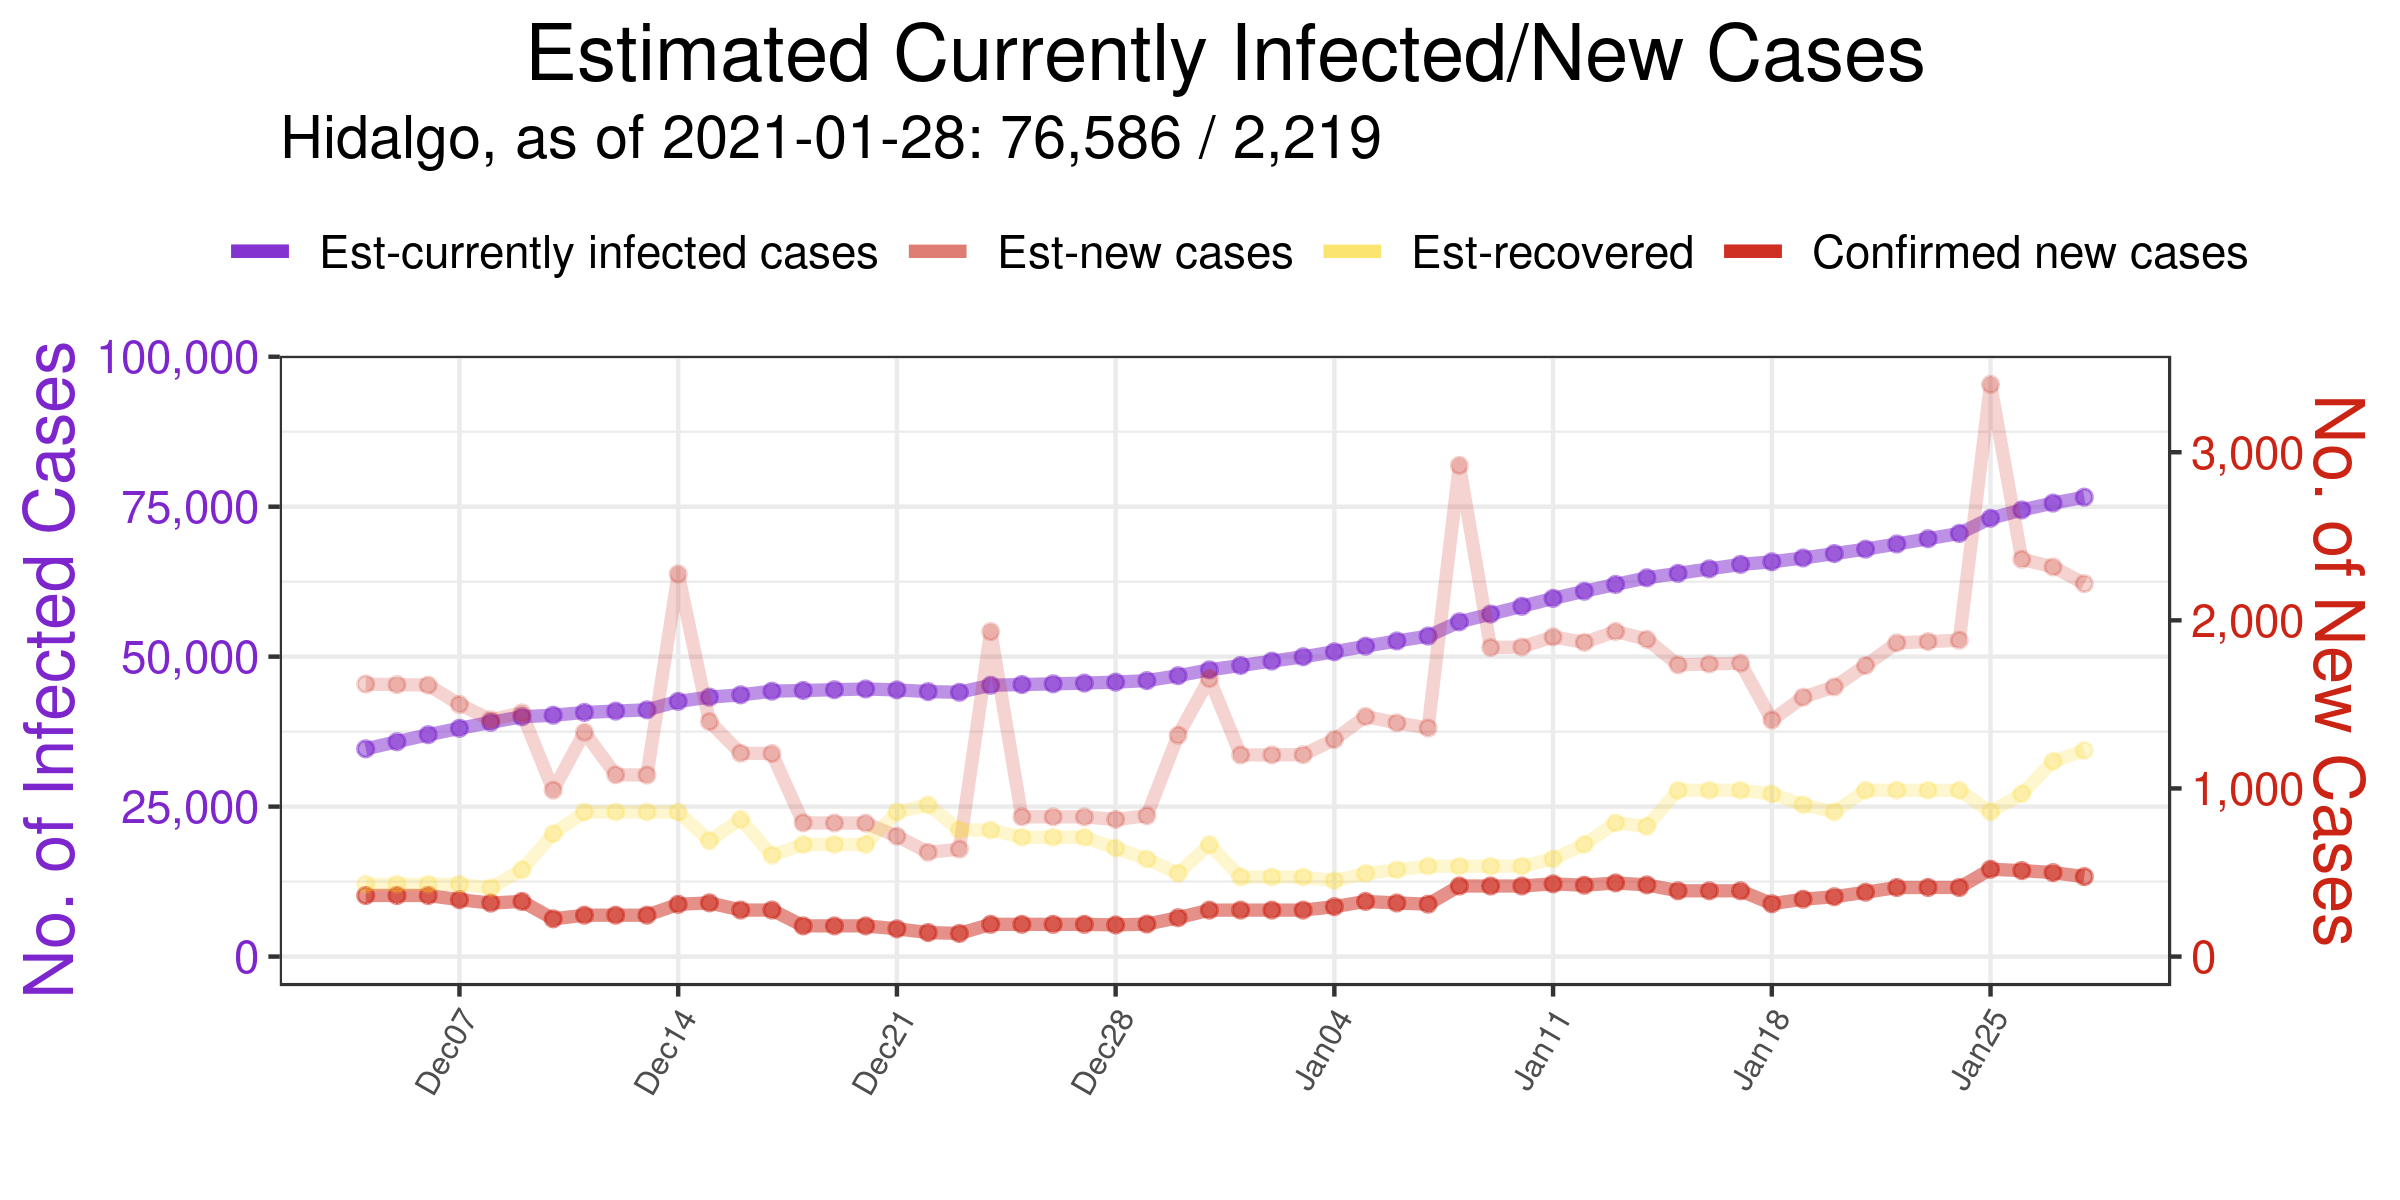 Estimated Currently Infected/New Cases
Hidalgo, as of 2021-01-28: 76,586 / 2,219
Est-currently infected cases Est-new cases Est-recovered Confirmed new cases
No. of Infected Cases
100,000
75,000
50,000
25,000
0
3,000
2,000
1,000
0
No. of New Cases
Dec07 Dec14 Dec21 Dec28 Jan04 Jan11 Jan18 Jan25